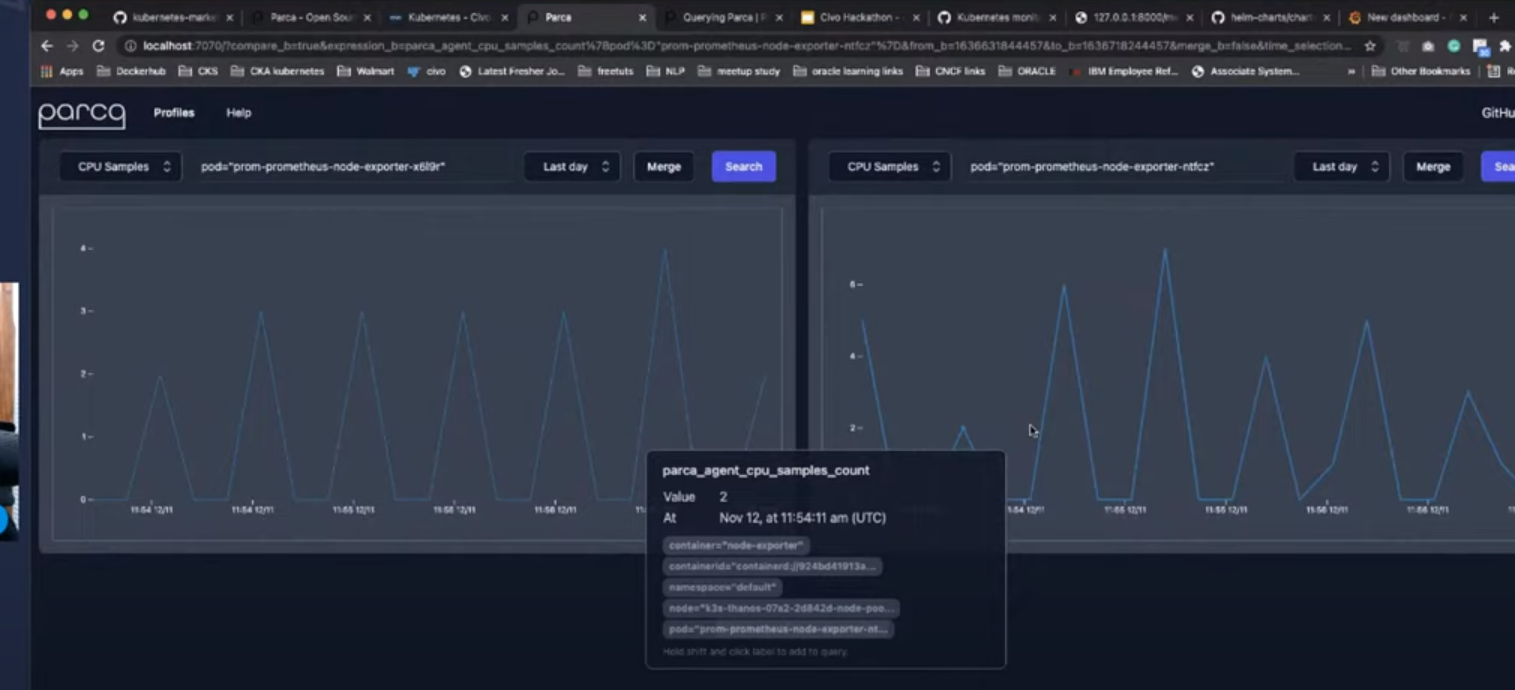 kubernetes-marke
Parca - Open Sour
Kubernetes - Civo
Parca
Querying Parca | P
Civo Hackathon -
Kubernetes monit
127.0.0.1:8000/m
helm-charts/chart
New dashboard -
localhost:7070/?compare_b=true&expression_b=parca_agent_cpu_samples_count%7Bpod%3D"prom-prometheus-node-exporter-ntfcz"%7D&from_b=1636631844457&to_b=1636718244457&merge_b=false&time_selection...
Apps
Dockerhub
CKS
CKA kubernetes
Walmart
civo
Latest Fresher Jo...
freetuts
NLP
meetup study
oracle learning links
CNCF links
ORACLE
IBM Employee Ref...
Associate System...
»
Other Bookmarks
parca
Profiles
Help
GitHu
CPU Samples
pod="prom-prometheus-node-exporter-x6l9r"
Last day
Merge
Search
CPU Samples
pod="prom-prometheus-node-exporter-ntfcz"
Last day
Merge
Sea
4
3
2
1
0
11:54 12/11
11:54 12/11
11:55 12/11
11:55 12/11
11:56 12/11
6
4
2
11:55 12/11
11:55 12/11
11:56 12/11
11:56 12/11
parca_agent_cpu_samples_count
Value 2
At Nov 12, at 11:54:11 am (UTC)
container="node-exporter"
containerid="containerd://924bd41913a...
namespace="default"
node="k3s-thanos-07a2-2d842d-node-poo...
pod="prom-prometheus-node-exporter-nt...
Hold shift and click label to add to query.